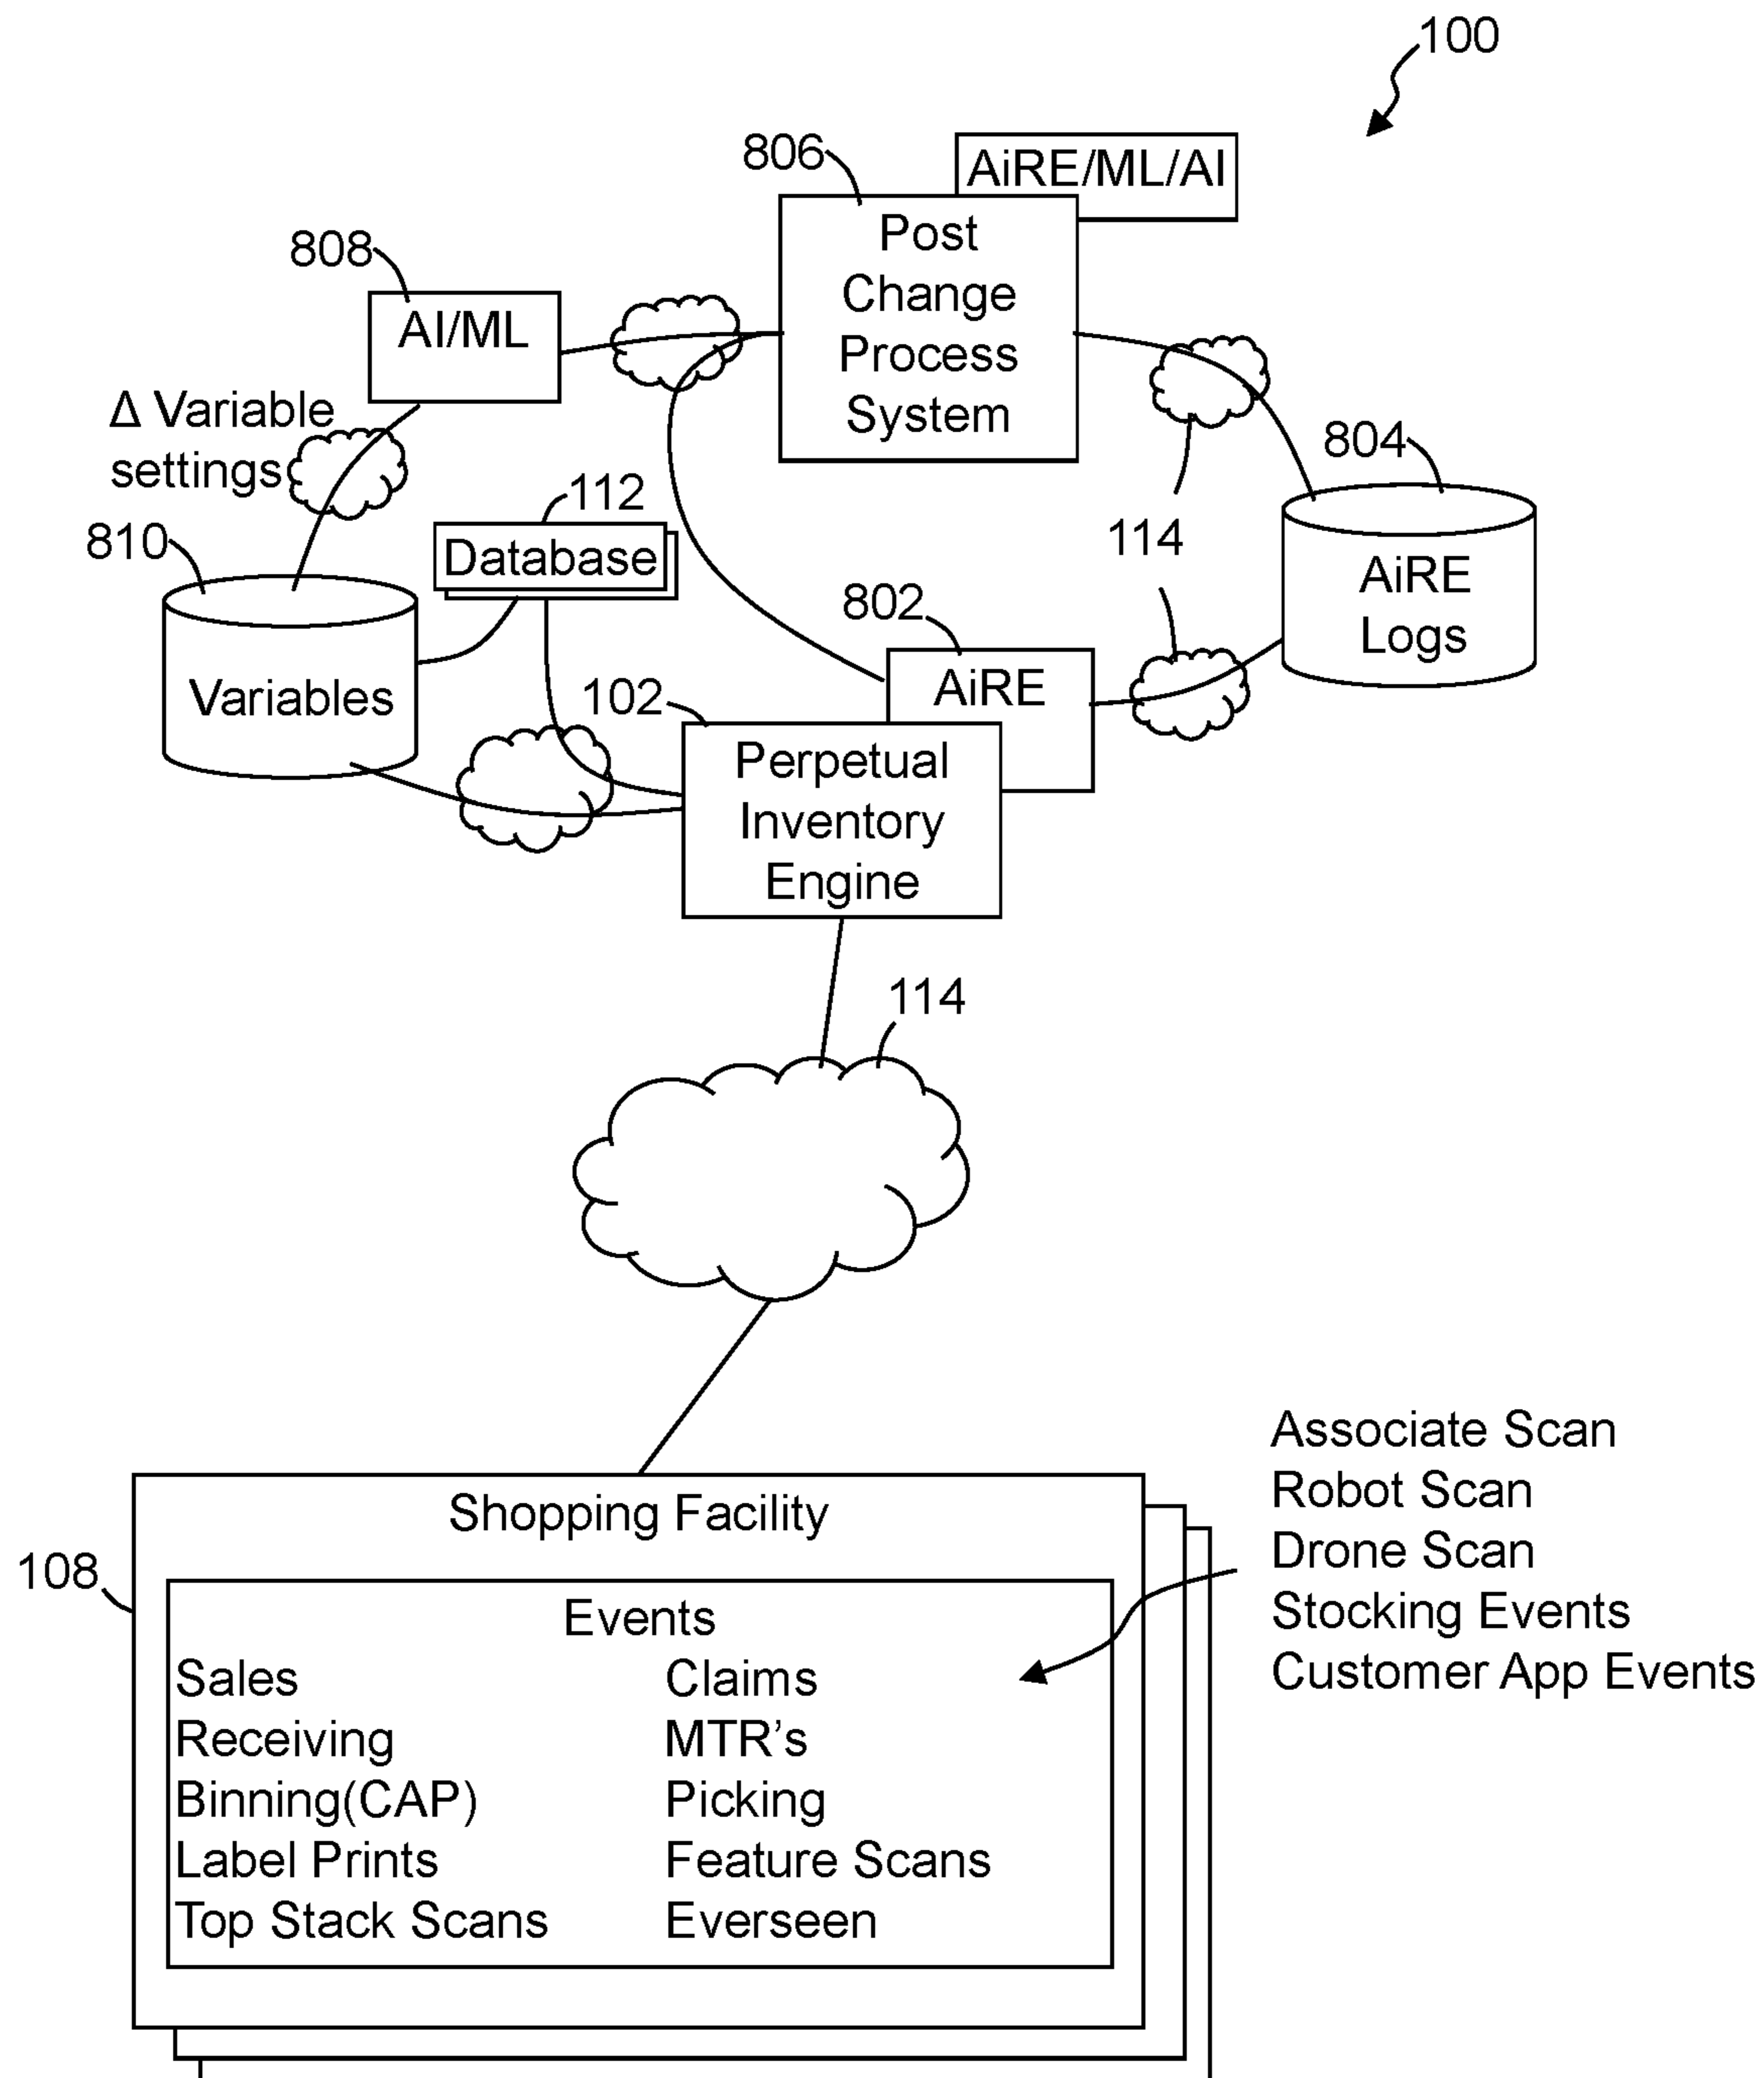 100
806
AiRE/ML/AI
Post
Change
Process
System
808
AI/ML
Δ Variable
settings
804
AiRE
Logs
114
112
Database
810
Variables
802
AiRE
102
Perpetual
Inventory
Engine
114
Associate Scan
Robot Scan
Drone Scan
Stocking Events
Customer App Events
108
Shopping Facility
Events
Sales
Receiving
Binning(CAP)
Label Prints
Top Stack Scans
Claims
MTR's
Picking
Feature Scans
Everseen